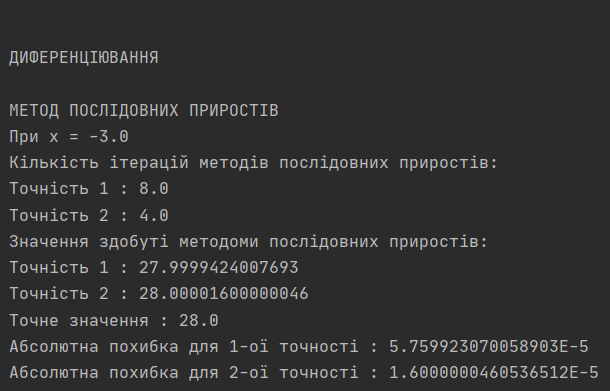 ДИФЕРЕНЦІЮВАННЯ
МЕТОД ПОСЛІДОВНИХ ПРИРОСТІВ
При x = -3.0
Кількість ітерацій методів послідовних приростів:
Точність 1 : 8.0
Точність 2 : 4.0
Значення здобуті методоми послідовних приростів:
Точність 1 : 27.9999424007693
Точність 2 : 28.00001600000046
Точне значення : 28.0
Абсолютна похибка для 1-ої точності : 5.759923070058903E-5
Абсолютна похибка для 2-ої точності : 1.6000000460536512E-5